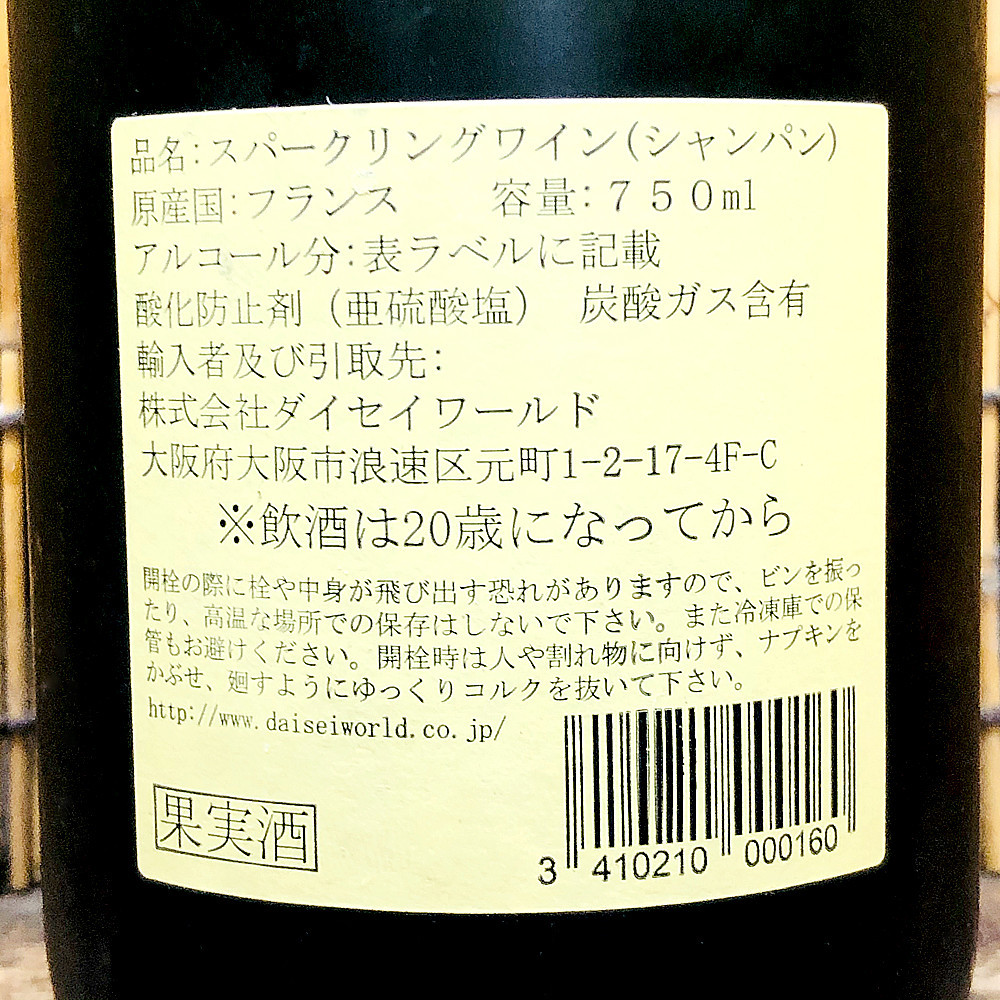 品名:スパークリングワイン(シャンパン)
原産国:フランス　　容量:７５０ml
アルコール分:表ラベルに記載
酸化防止剤（亜硫酸塩）　炭酸ガス含有
輸入者及び引取先:
株式会社ダイセイワールド
大阪府大阪市浪速区元町1-2-17-4F-C
※飲酒は20歳になってから
開栓の際に栓や中身が飛び出す恐れがありますので、ビンを振っ
たり、高温な場所での保存はしないで下さい。また冷凍庫での保
管もお避けください。開栓時は人や割れ物に向けず、ナプキンを
かぶせ、廻すようにゆっくりコルクを抜いて下さい。
http://www.daiseiworld.co.jp/
果実酒
3 410210 000160